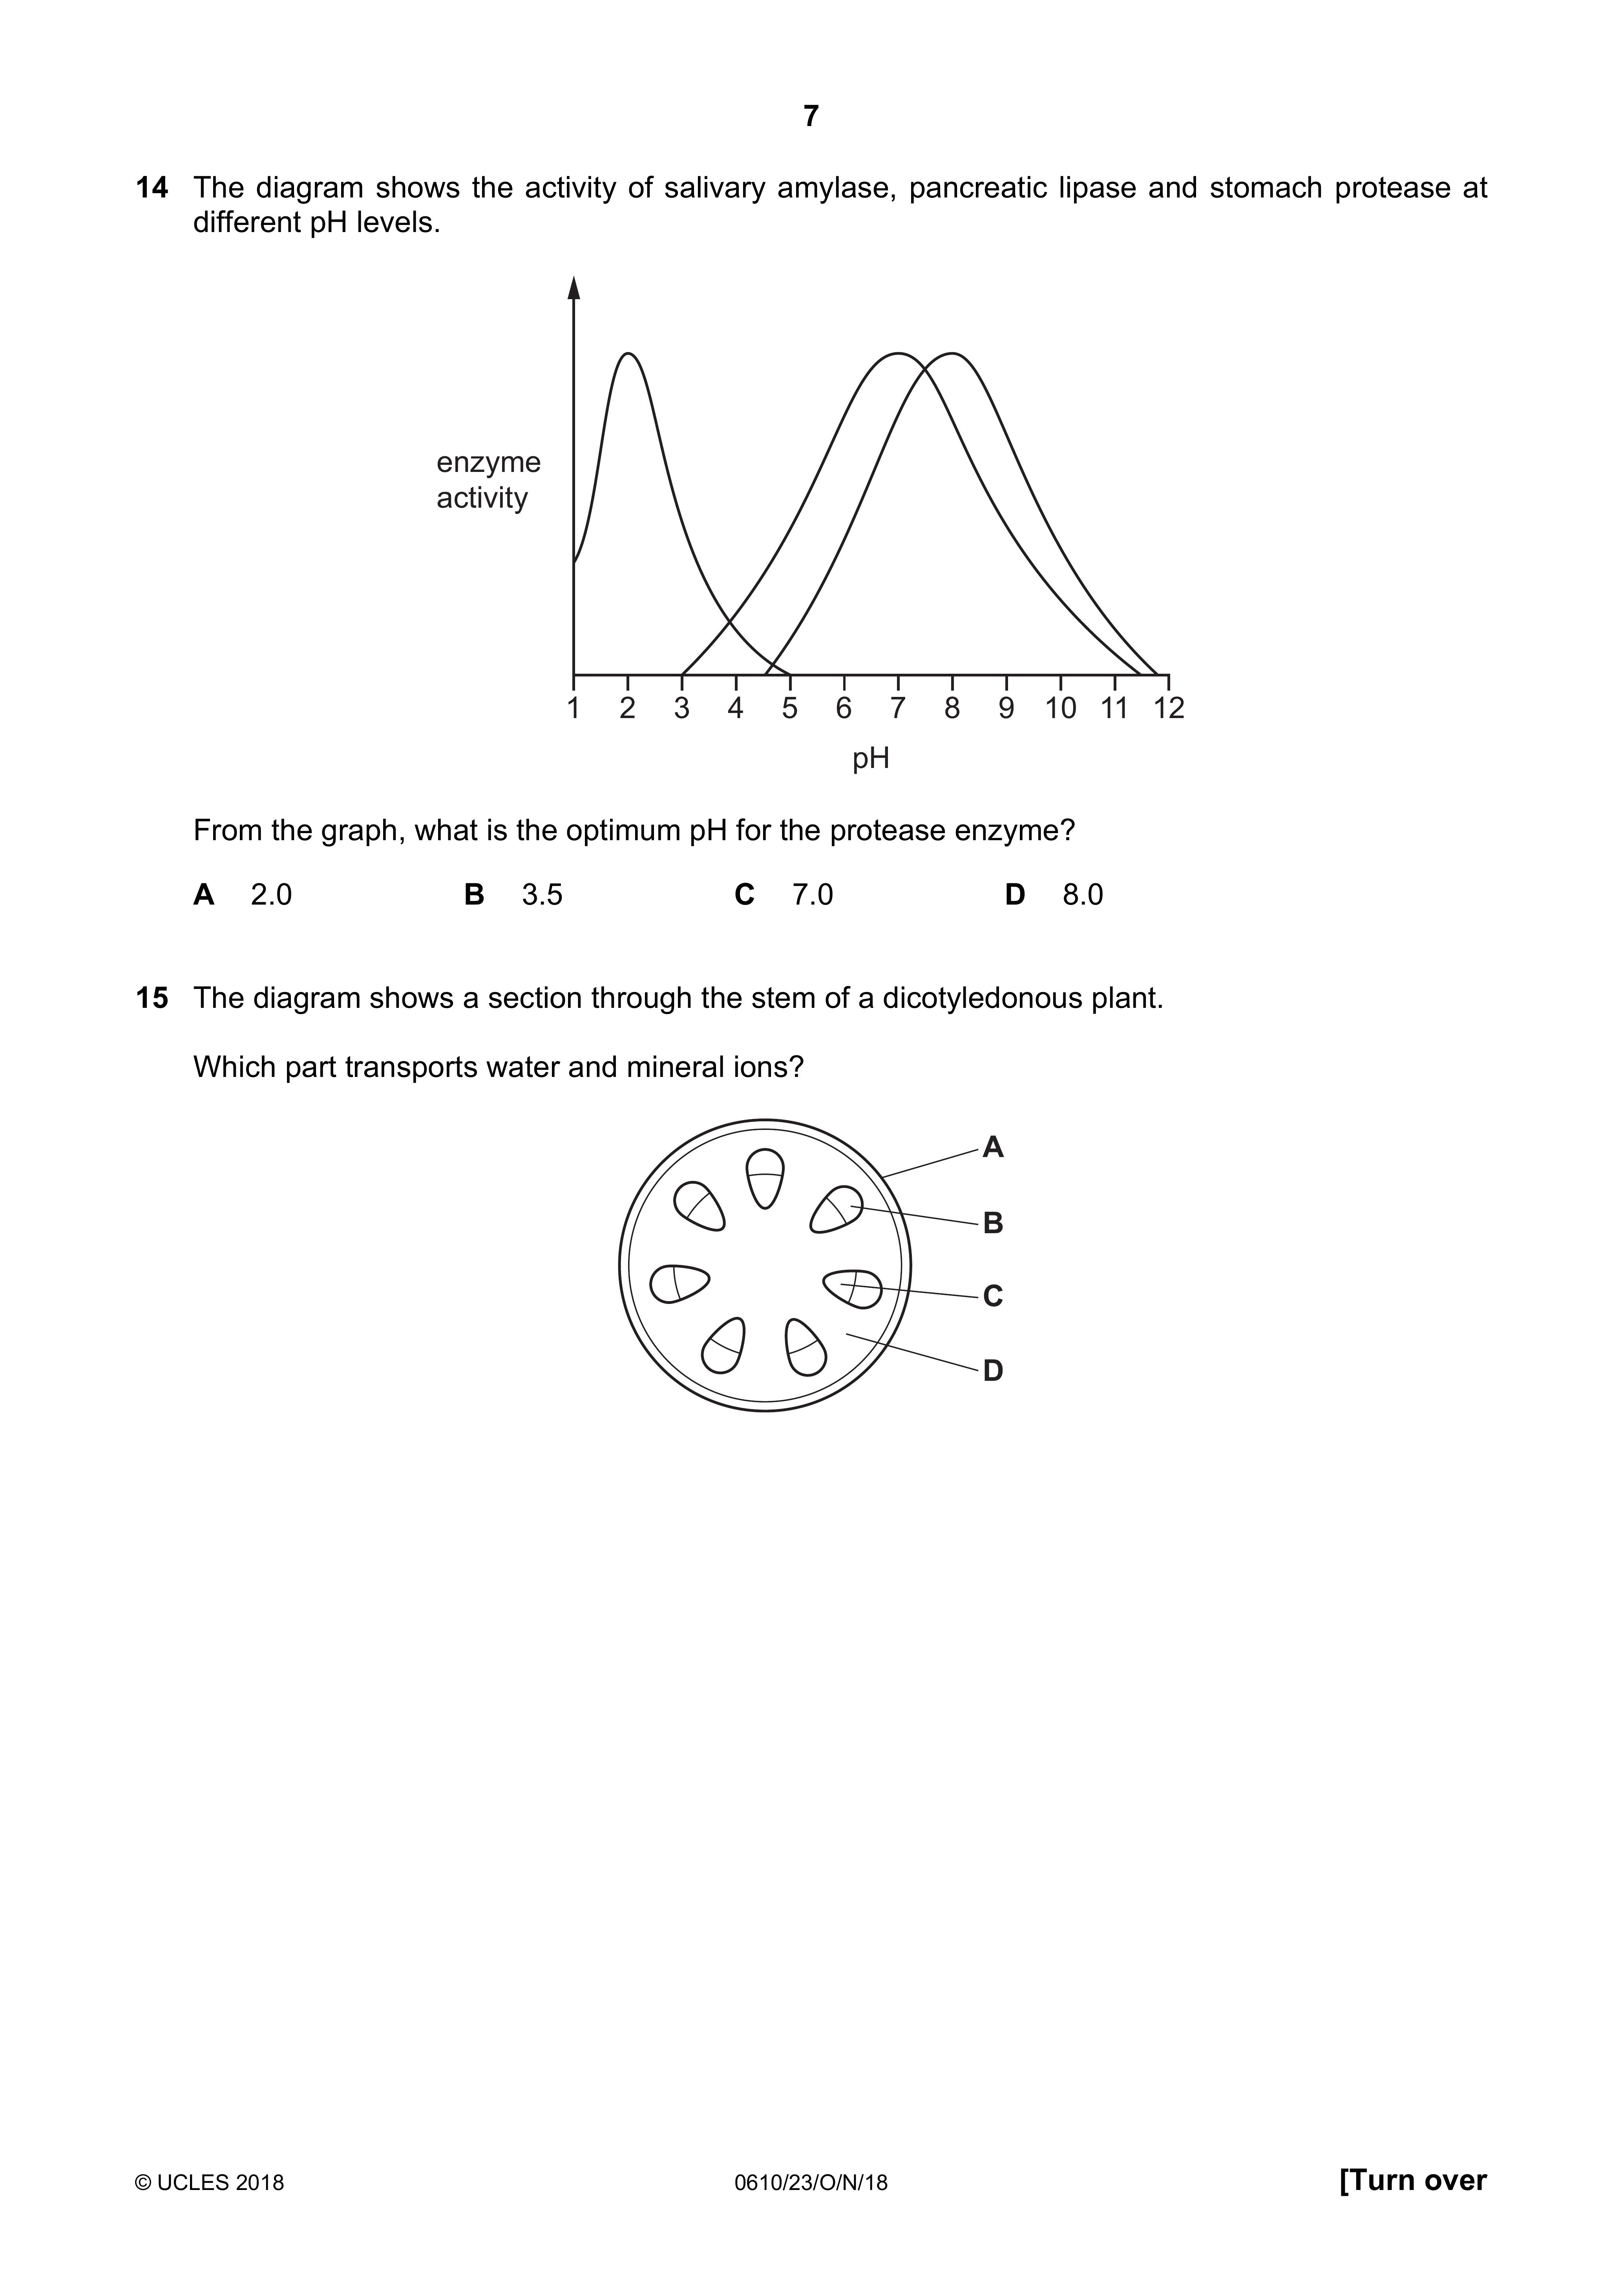 7
14 The diagram shows the activity of salivary amylase, pancreatic lipase and stomach protease at
different pH levels.
enzyme
activity
1 2 3 4 5 6 7 8 9 10 11 12
pH
From the graph, what is the optimum pH for the protease enzyme?
A 2.0 B 3.5 C 7.0 D 8.0
15 The diagram shows a section through the stem of a dicotyledonous plant.
Which part transports water and mineral ions?
A
B
C
D
© UCLES 2018 0610/23/O/N/18 [Turn over